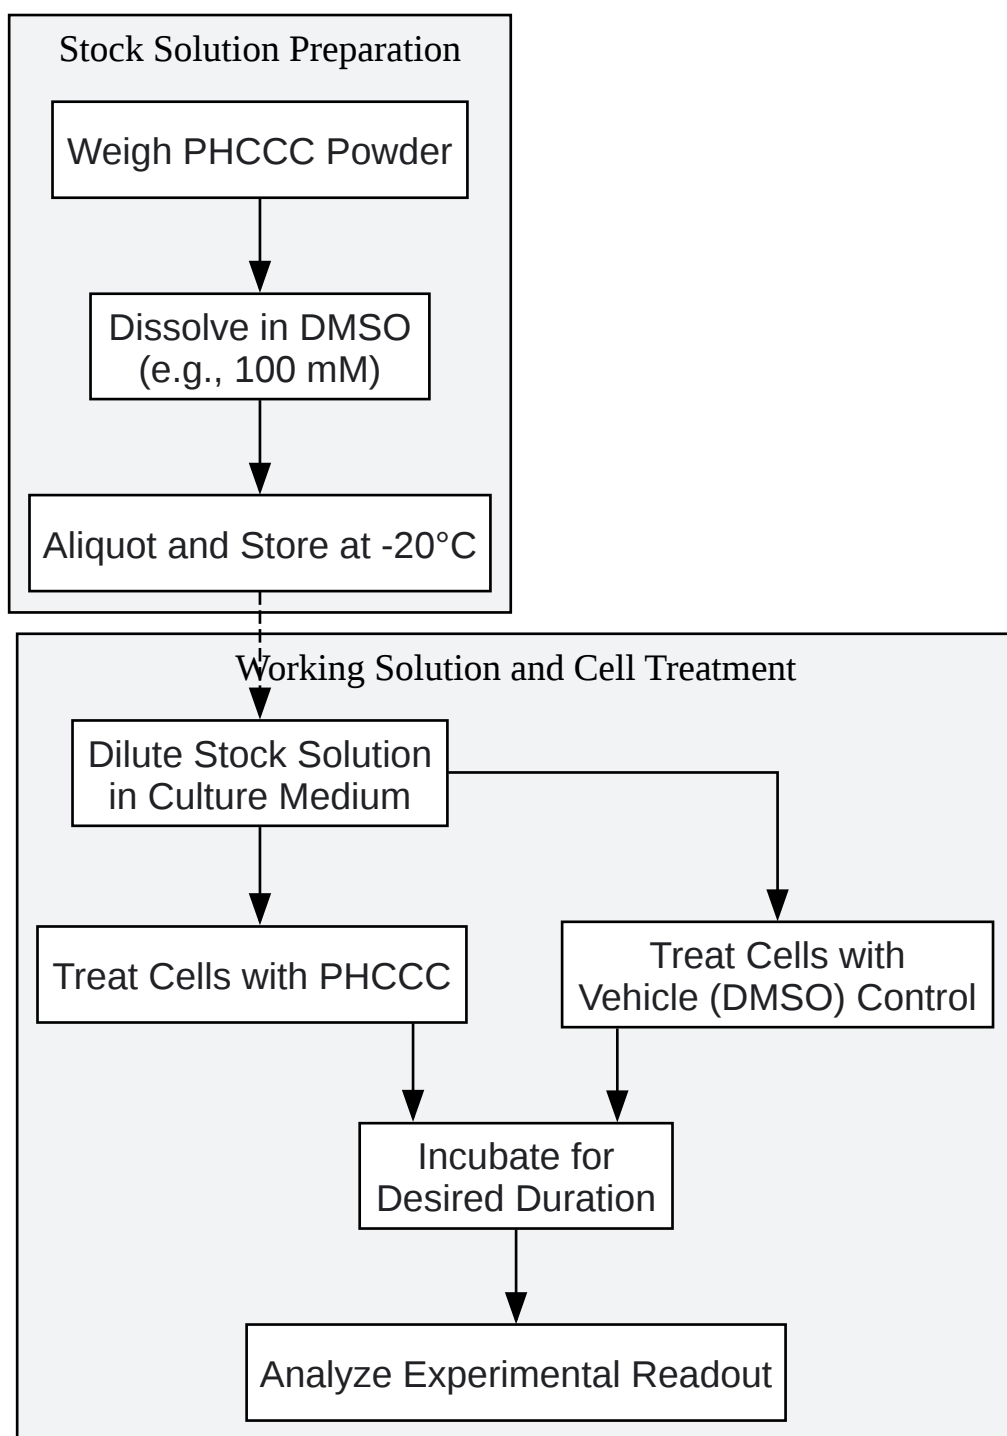 Stock Solution Preparation
Weigh PHCCC Powder
Dissolve in DMSO
(e.g., 100 mM)
Aliquot and Store at -20°C
Working Solution and Cell Treatment
Dilute Stock Solution
in Culture Medium
Treat Cells with PHCCC
Treat Cells with
Vehicle (DMSO) Control
Incubate for
Desired Duration
Analyze Experimental Readout